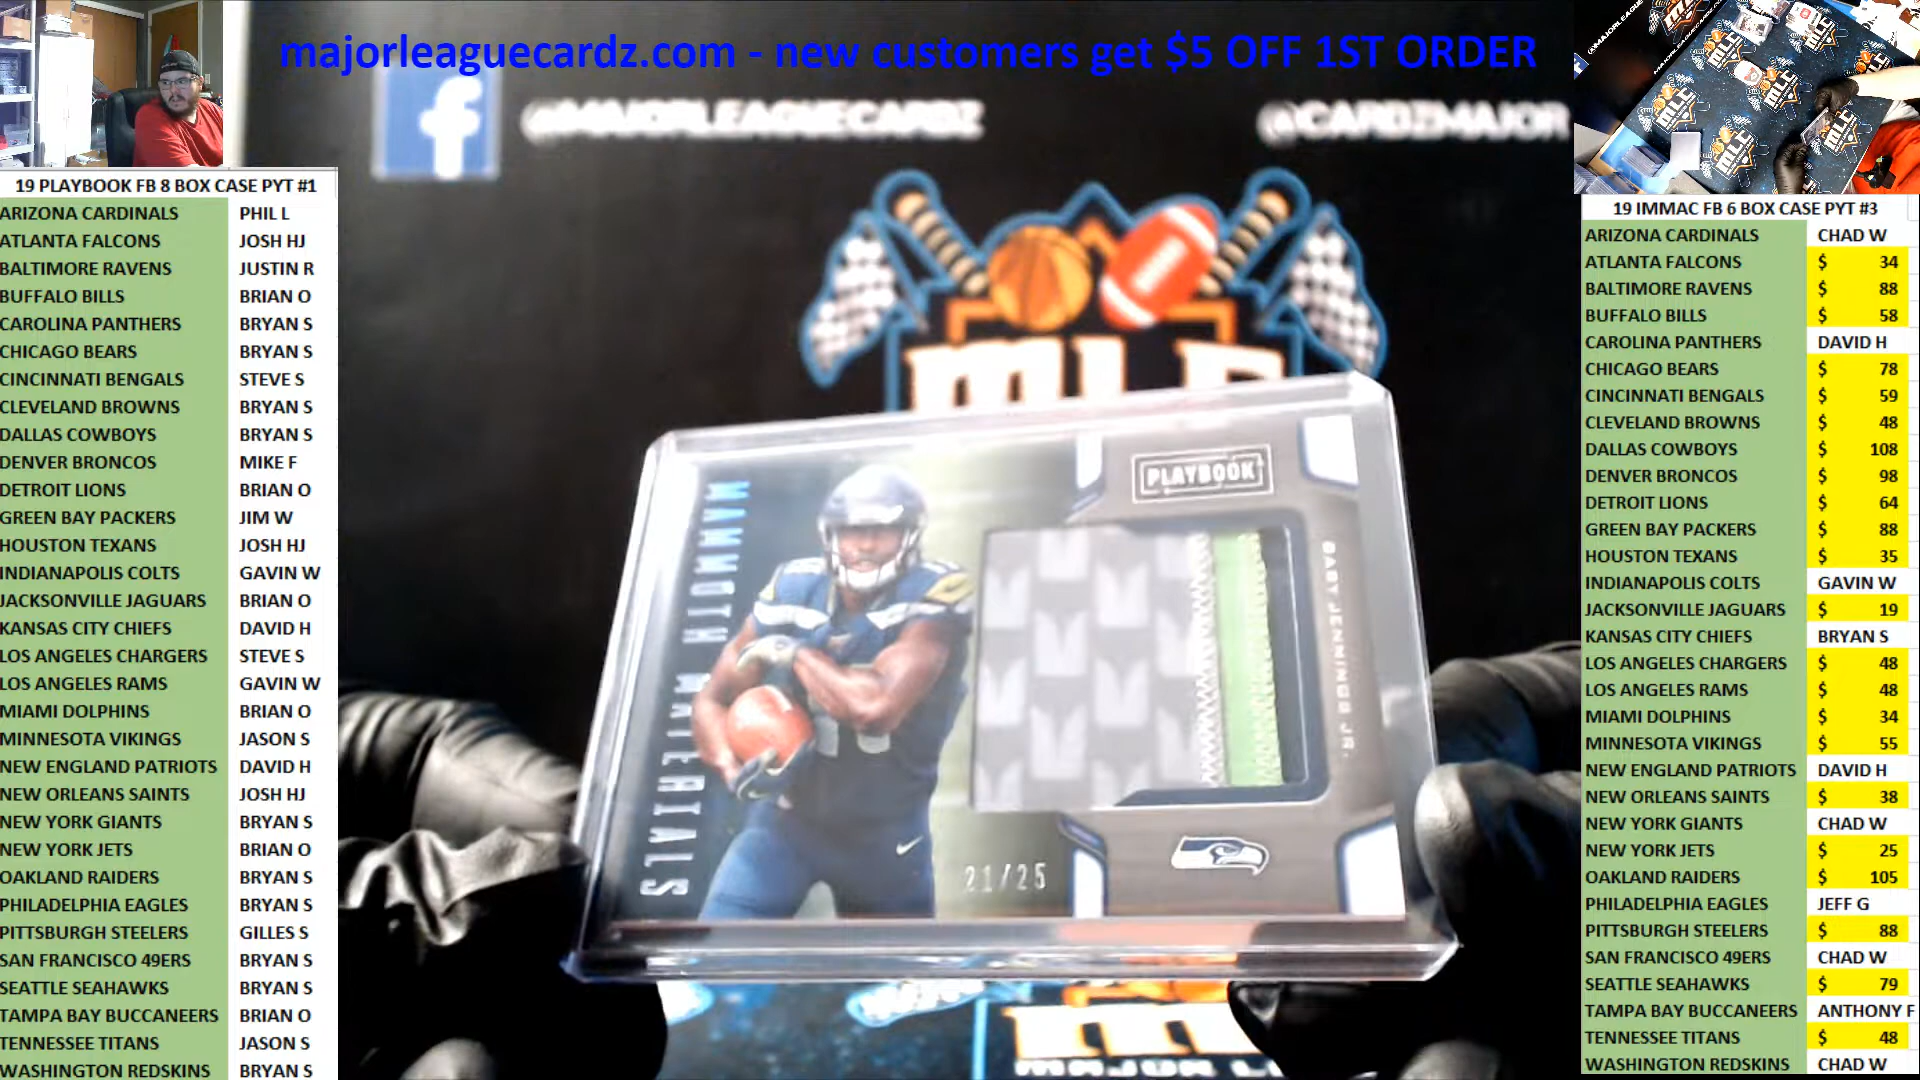 majorleaguecardz.com - new customers get $5 OFF 1ST ORDER
@MAJORLEAGUECARDZ
@CARDZMAJOR
19 PLAYBOOK FB 8 BOX CASE PYT #1
ARIZONA CARDINALS PHIL L
ATLANTA FALCONS JOSH HJ
BALTIMORE RAVENS JUSTIN R
BUFFALO BILLS BRIAN O
CAROLINA PANTHERS BRYAN S
CHICAGO BEARS BRYAN S
CINCINNATI BENGALS STEVE S
CLEVELAND BROWNS BRYAN S
DALLAS COWBOYS BRYAN S
DENVER BRONCOS MIKE F
DETROIT LIONS BRIAN O
GREEN BAY PACKERS JIM W
HOUSTON TEXANS JOSH HJ
INDIANAPOLIS COLTS GAVIN W
JACKSONVILLE JAGUARS BRIAN O
KANSAS CITY CHIEFS DAVID H
LOS ANGELES CHARGERS STEVE S
LOS ANGELES RAMS GAVIN W
MIAMI DOLPHINS BRIAN O
MINNESOTA VIKINGS JASON S
NEW ENGLAND PATRIOTS DAVID H
NEW ORLEANS SAINTS JOSH HJ
NEW YORK GIANTS BRYAN S
NEW YORK JETS BRIAN O
OAKLAND RAIDERS BRYAN S
PHILADELPHIA EAGLES BRYAN S
PITTSBURGH STEELERS GILLES S
SAN FRANCISCO 49ERS BRYAN S
SEATTLE SEAHAWKS BRYAN S
TAMPA BAY BUCCANEERS BRIAN O
TENNESSEE TITANS JASON S
WASHINGTON REDSKINS BRYAN S
MLC
MAMMOTH MATERIALS
PLAYBOOK
GARY JENNINGS JR.
21/25
19 IMMAC FB 6 BOX CASE PYT #3
ARIZONA CARDINALS CHAD W
ATLANTA FALCONS $ 34
BALTIMORE RAVENS $ 88
BUFFALO BILLS $ 58
CAROLINA PANTHERS DAVID H
CHICAGO BEARS $ 78
CINCINNATI BENGALS $ 59
CLEVELAND BROWNS $ 48
DALLAS COWBOYS $ 108
DENVER BRONCOS $ 98
DETROIT LIONS $ 64
GREEN BAY PACKERS $ 88
HOUSTON TEXANS $ 35
INDIANAPOLIS COLTS GAVIN W
JACKSONVILLE JAGUARS $ 19
KANSAS CITY CHIEFS BRYAN S
LOS ANGELES CHARGERS $ 48
LOS ANGELES RAMS $ 48
MIAMI DOLPHINS $ 34
MINNESOTA VIKINGS $ 55
NEW ENGLAND PATRIOTS DAVID H
NEW ORLEANS SAINTS $ 38
NEW YORK GIANTS CHAD W
NEW YORK JETS $ 25
OAKLAND RAIDERS $ 105
PHILADELPHIA EAGLES JEFF G
PITTSBURGH STEELERS $ 88
SAN FRANCISCO 49ERS CHAD W
SEATTLE SEAHAWKS $ 79
TAMPA BAY BUCCANEERS ANTHONY F
TENNESSEE TITANS $ 48
WASHINGTON REDSKINS CHAD W